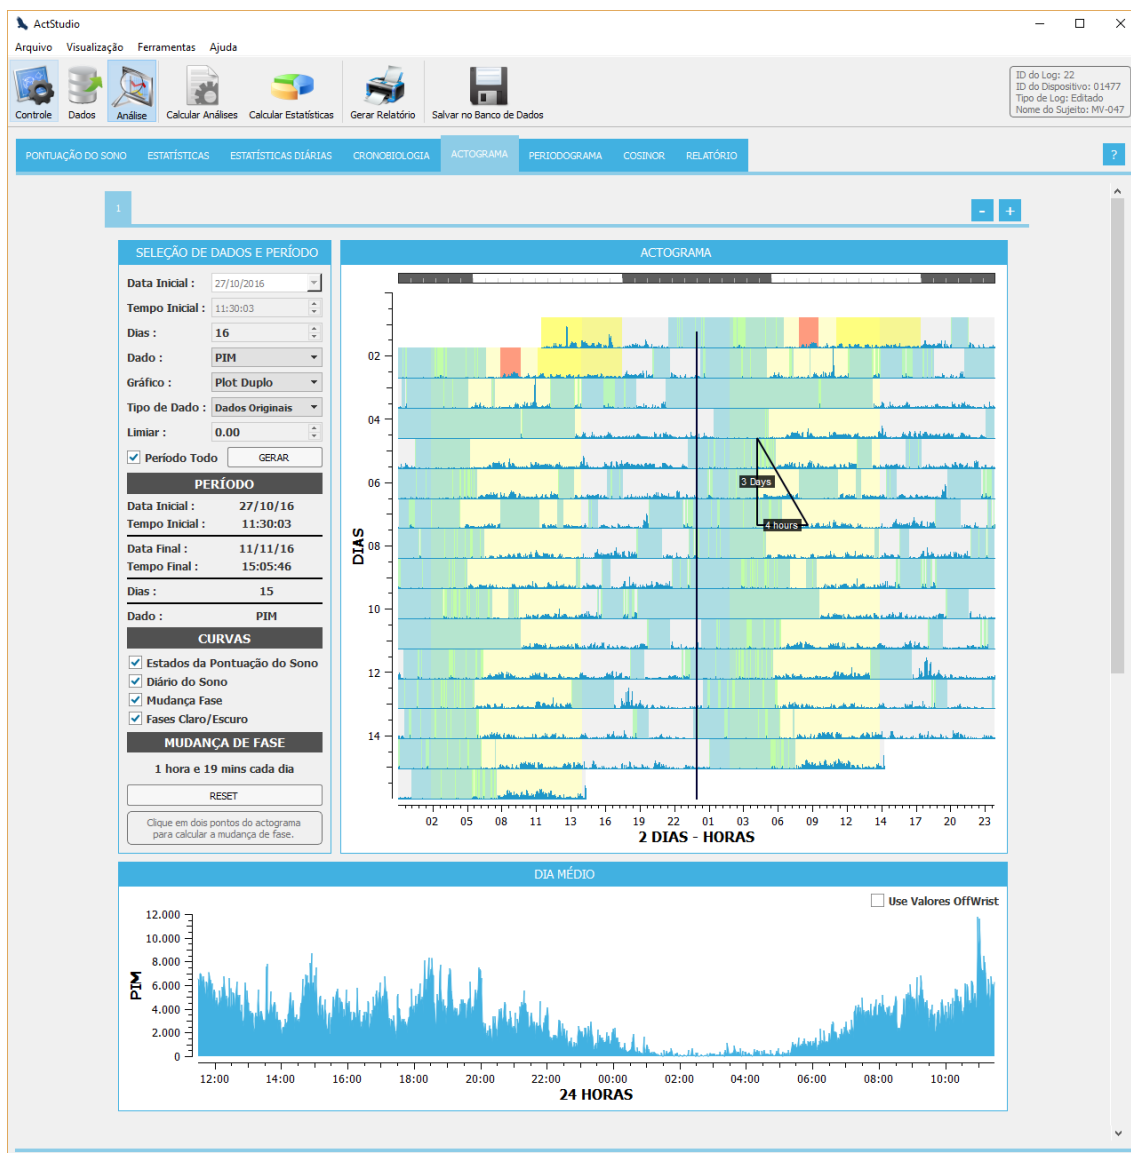 ActStudio
Arquivo Visualização Ferramentas Ajuda
Controle Dados Análise Calcular Análises Calcular Estatísticas Gerar Relatório Salvar no Banco de Dados
ID do Log: 22
ID do Dispositivo: 01477
Tipo de Log: Editado
Nome do Sujeito: MV-047
PONTUAÇÃO DO SONO ESTATÍSTICAS ESTATÍSTICAS DIÁRIAS CRONOBIOLOGIA ACTOGRAMA PERIODOGRAMA COSINOR RELATÓRIO ?
1 - +
SELEÇÃO DE DADOS E PERÍODO
Data Inicial : 27/10/2016
Tempo Inicial : 11:30:03
Dias : 16
Dado : PIM
Gráfico : Plot Duplo
Tipo de Dado : Dados Originais
Limiar : 0.00
Período Todo GERAR
PERÍODO
Data Inicial : 27/10/16
Tempo Inicial : 11:30:03
Data Final : 11/11/16
Tempo Final : 15:05:46
Dias : 15
Dado : PIM
CURVAS
Estados da Pontuação do Sono
Diário do Sono
Mudança Fase
Fases Claro/Escuro
MUDANÇA DE FASE
1 hora e 19 mins cada dia
RESET
Clique em dois pontos do actograma
para calcular a mudança de fase.
ACTOGRAMA
DIAS
02
04
06
08
10
12
14
3 Days
4 hours
02 05 08 11 13 16 19 22 01 03 06 09 12 14 17 20 23
2 DIAS - HORAS
DIA MÉDIO
Use Valores OffWrist
PIM
12.000
10.000
8.000
6.000
4.000
2.000
0
12:00 14:00 16:00 18:00 20:00 22:00 00:00 02:00 04:00 06:00 08:00 10:00
24 HORAS